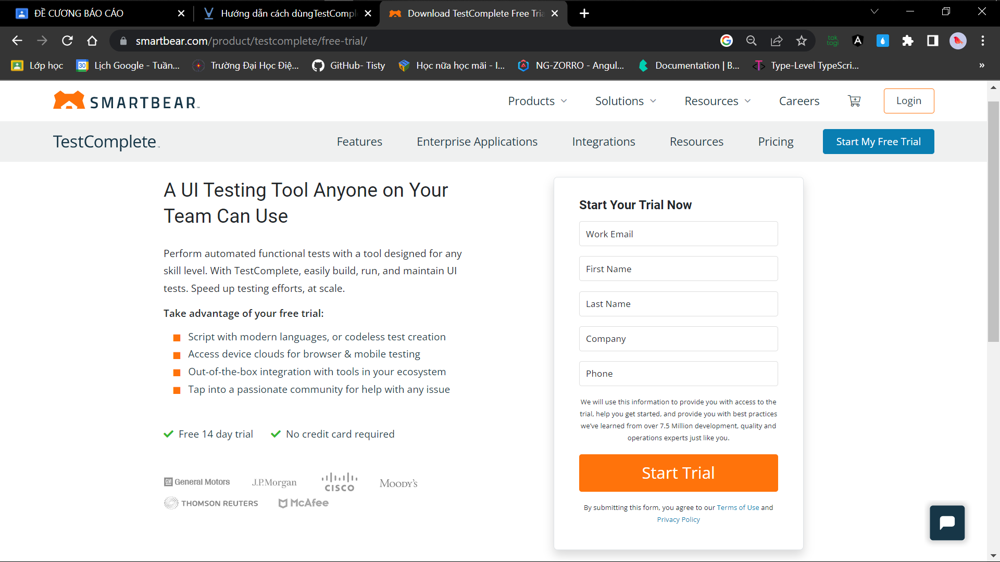 ĐỀ CƯƠNG BÁO CÁO
Hướng dẫn cách dùngTestCompl
Download TestComplete Free Tria
smartbear.com/product/testcomplete/free-trial/
tok
togi
Lớp học
30
Lịch Google - Tuần...
Trường Đại Học Điệ...
GitHub- Tisty
Học nữa học mãi - I...
NG-ZORRO - Angul...
Documentation | B...
Type-Level TypeScri...
»
SMARTBEAR
Products
Solutions
Resources
Careers
Login
TestComplete
Features
Enterprise Applications
Integrations
Resources
Pricing
Start My Free Trial
A UI Testing Tool Anyone on Your
Team Can Use
Perform automated functional tests with a tool designed for any
skill level. With TestComplete, easily build, run, and maintain UI
tests. Speed up testing efforts, at scale.
Take advantage of your free trial:
Script with modern languages, or codeless test creation
Access device clouds for browser & mobile testing
Out-of-the-box integration with tools in your ecosystem
Tap into a passionate community for help with any issue
Free 14 day trial
No credit card required
GM General Motors
J.P.Morgan
CISCO
MOODY'S
THOMSON REUTERS
McAfee
Start Your Trial Now
Work Email
First Name
Last Name
Company
Phone
We will use this information to provide you with access to the
trial, help you get started, and provide you with best practices
we've learned from over 7.5 Million development, quality and
operations experts just like you.
Start Trial
By submitting this form, you agree to our Terms of Use and
Privacy Policy